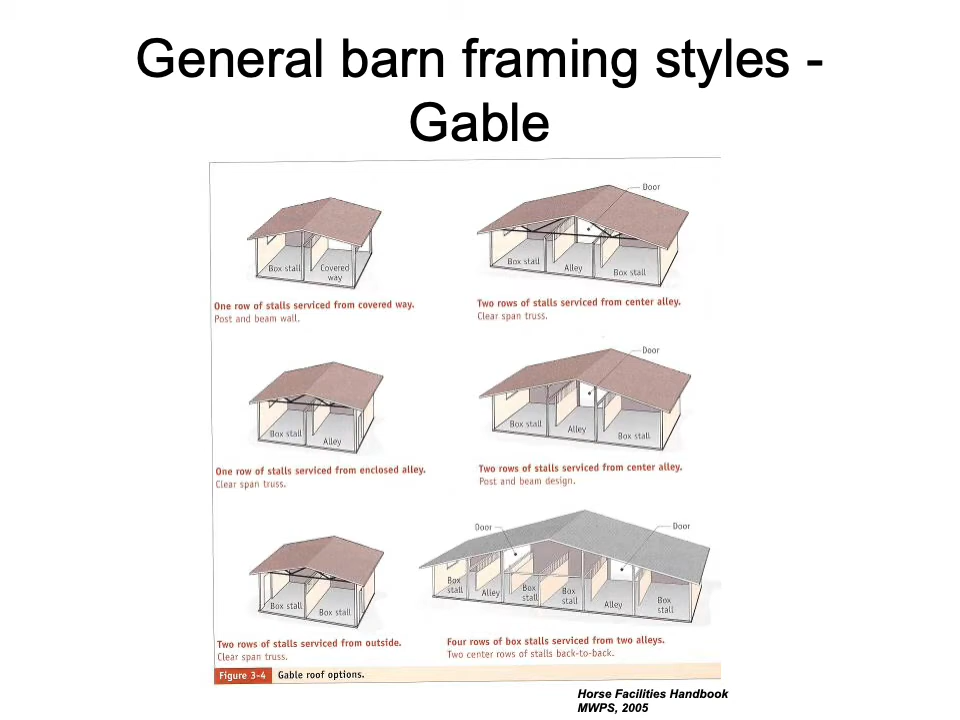 General barn framing styles -
Gable
Door
Box stall
Covered
way
One row of stalls serviced from covered way.
Post and beam wall.
Box stall
Alley
Box stall
Two rows of stalls serviced from center alley.
Clear span truss.
Box stall
Alley
One row of stalls serviced from enclosed alley.
Clear span truss.
Door
Box stall
Alley
Box stall
Two rows of stalls serviced from center alley.
Post and beam design.
Box stall
Box stall
Two rows of stalls serviced from outside.
Clear span truss.
Door
Door
Box
stall
Alley
Box
stall
Box
stall
Alley
Box
stall
Four rows of box stalls serviced from two alleys.
Two center rows of stalls back-to-back.
Figure 3-4 Gable roof options.
Horse Facilities Handbook
MWPS, 2005